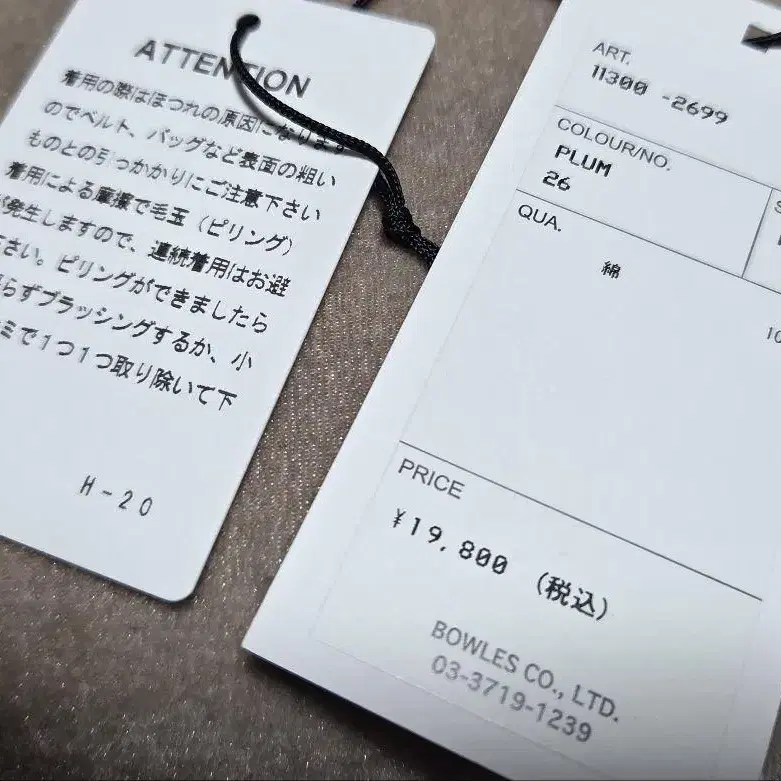 ATTENTION
着用の際はほつれの原因になります
のでベルト、バッグなど表面の粗い
ものとの引っかかりにご注意下さい
着用による摩擦で毛玉（ピリング）
が発生しますので、連続着用はお避
さい。ピリングができましたら
らずブラッシングするか、小
ミで1つ1つ取り除いて下
H-20
ART.
11300 -2699
COLOUR/NO.
PLUM
26
QUA.
綿
10
PRICE
¥19,800 （税込）
BOWLES CO., LTD.
03-3719-1239